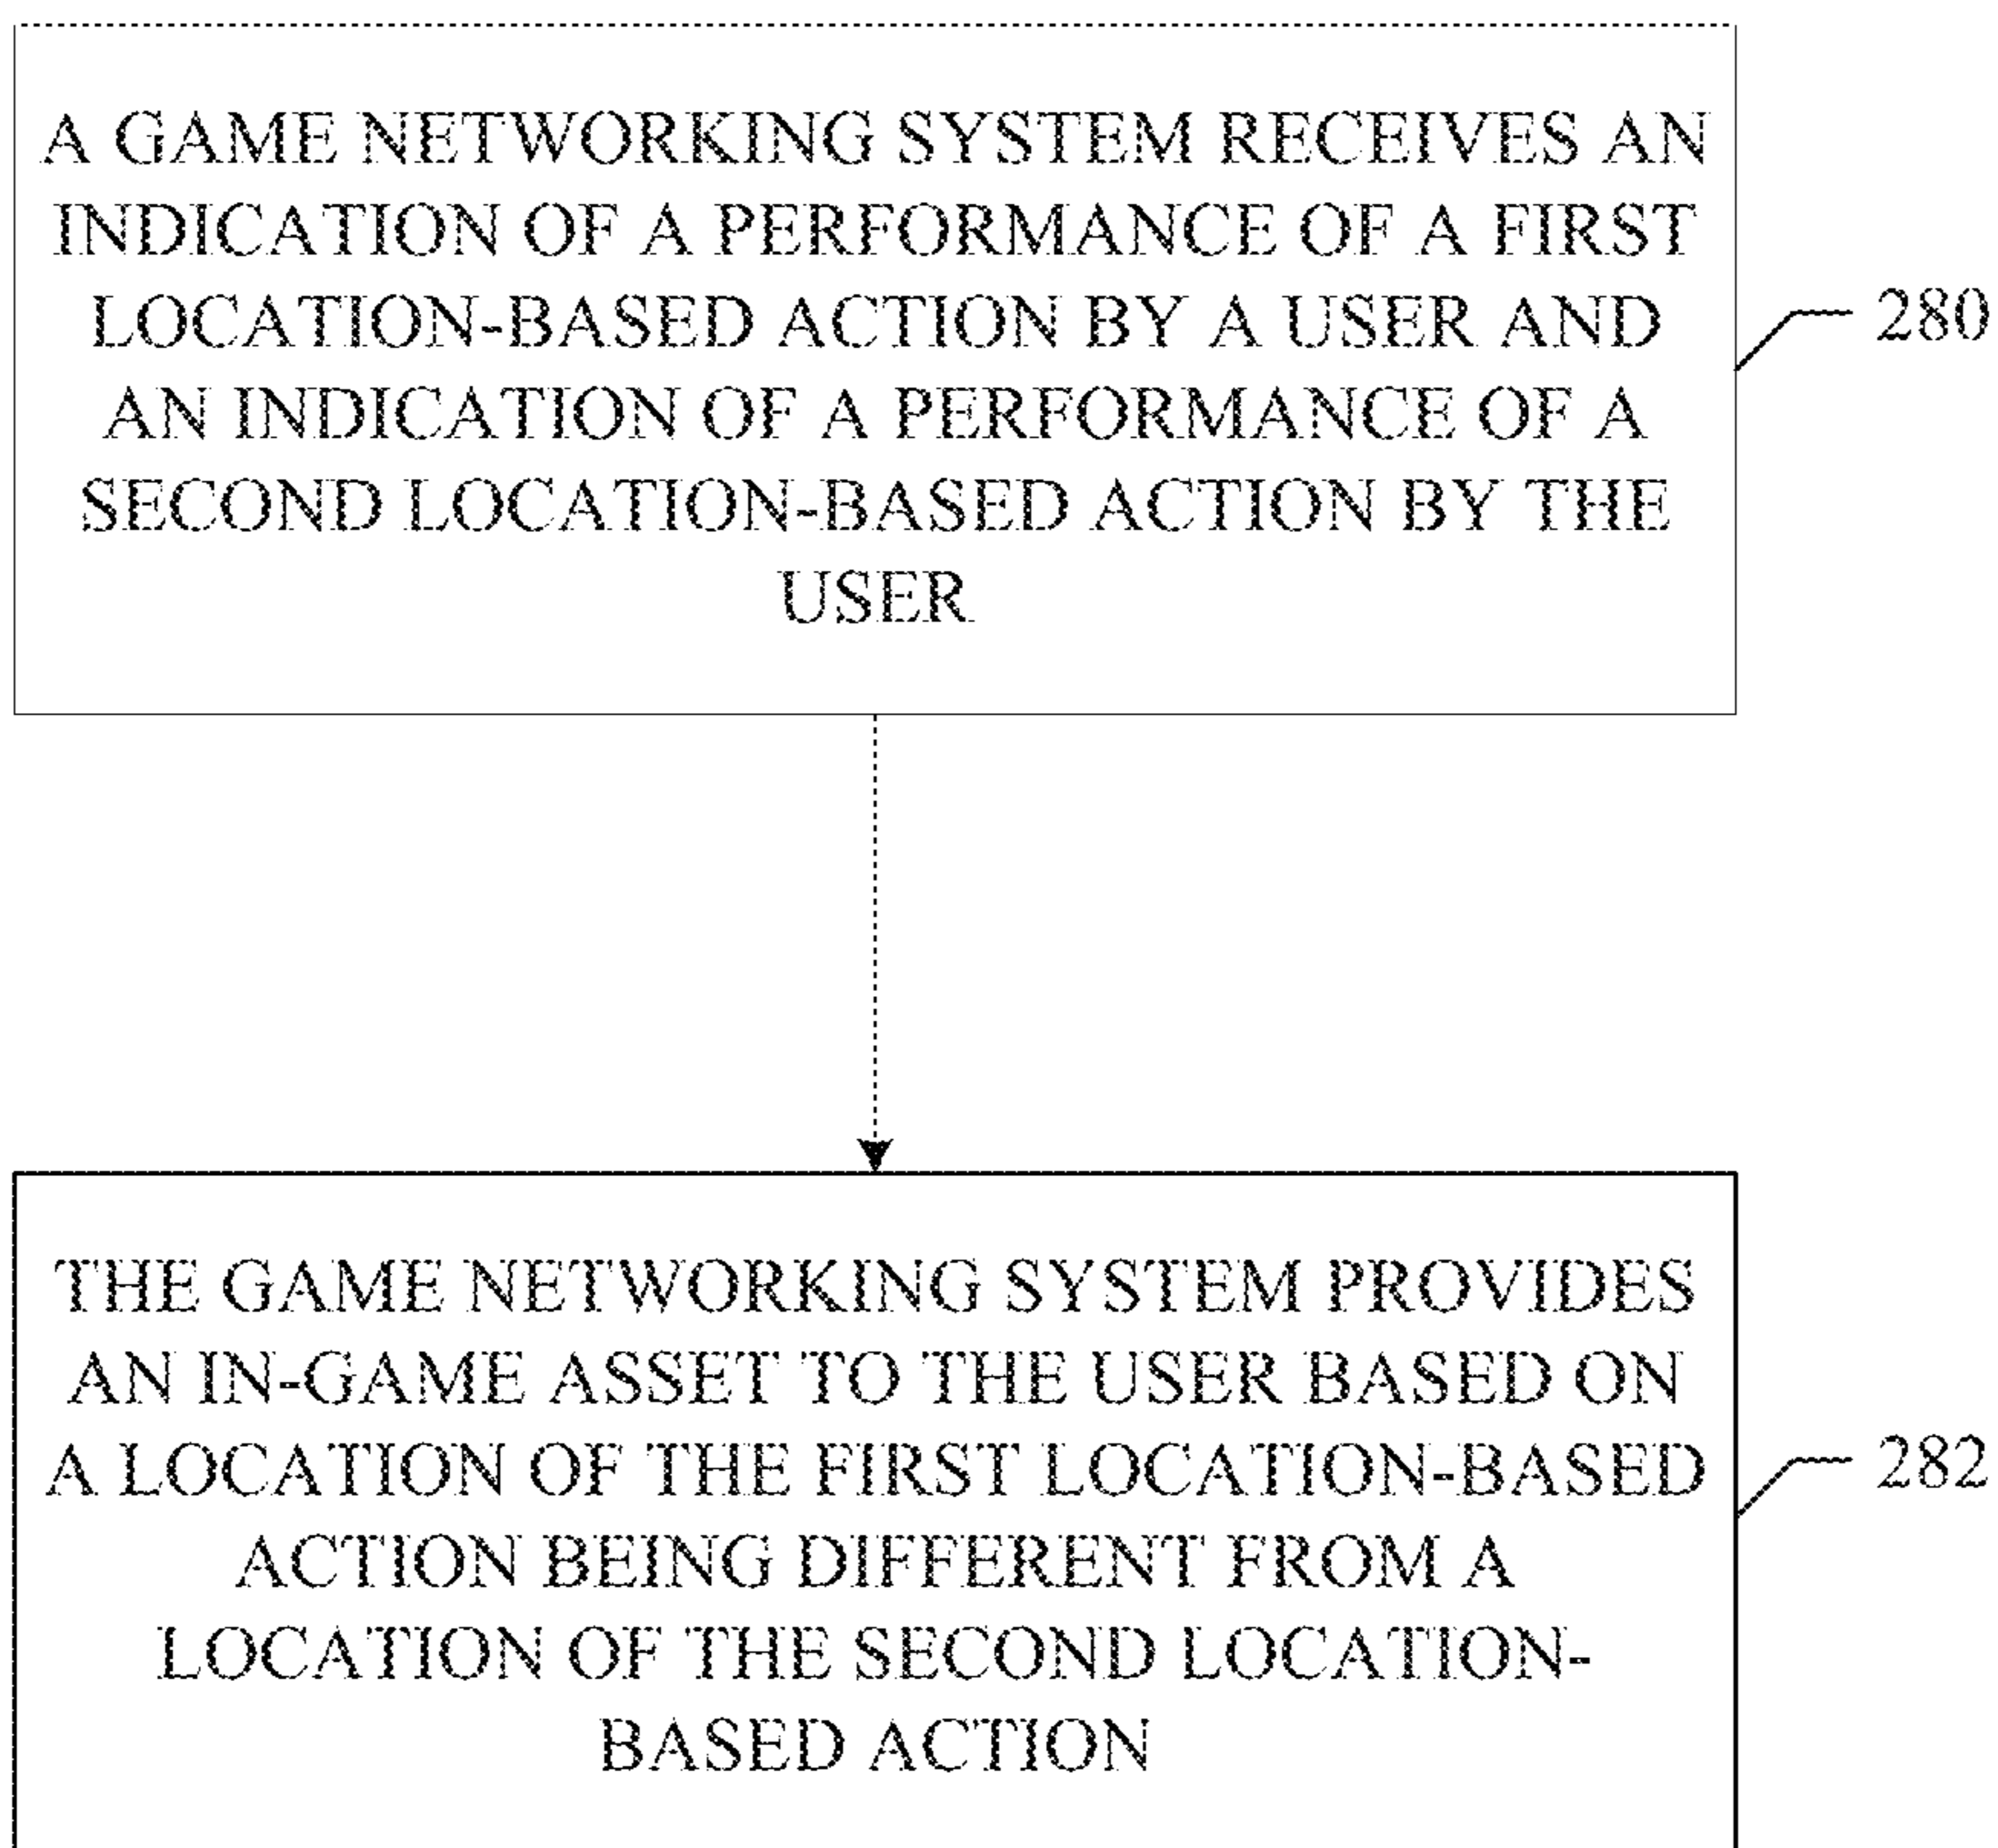 A GAME NETWORKING SYSTEM RECEIVES AN
INDICATION OF A PERFORMANCE OF A FIRST
LOCATION-BASED ACTION BY A USER AND
AN INDICATION OF A PERFORMANCE OF A
SECOND LOCATION-BASED ACTION BY THE
USER
280
THE GAME NETWORKING SYSTEM PROVIDES
AN IN-GAME ASSET TO THE USER BASED ON
A LOCATION OF THE FIRST LOCATION-BASED
ACTION BEING DIFFERENT FROM A
LOCATION OF THE SECOND LOCATION-
BASED ACTION
282